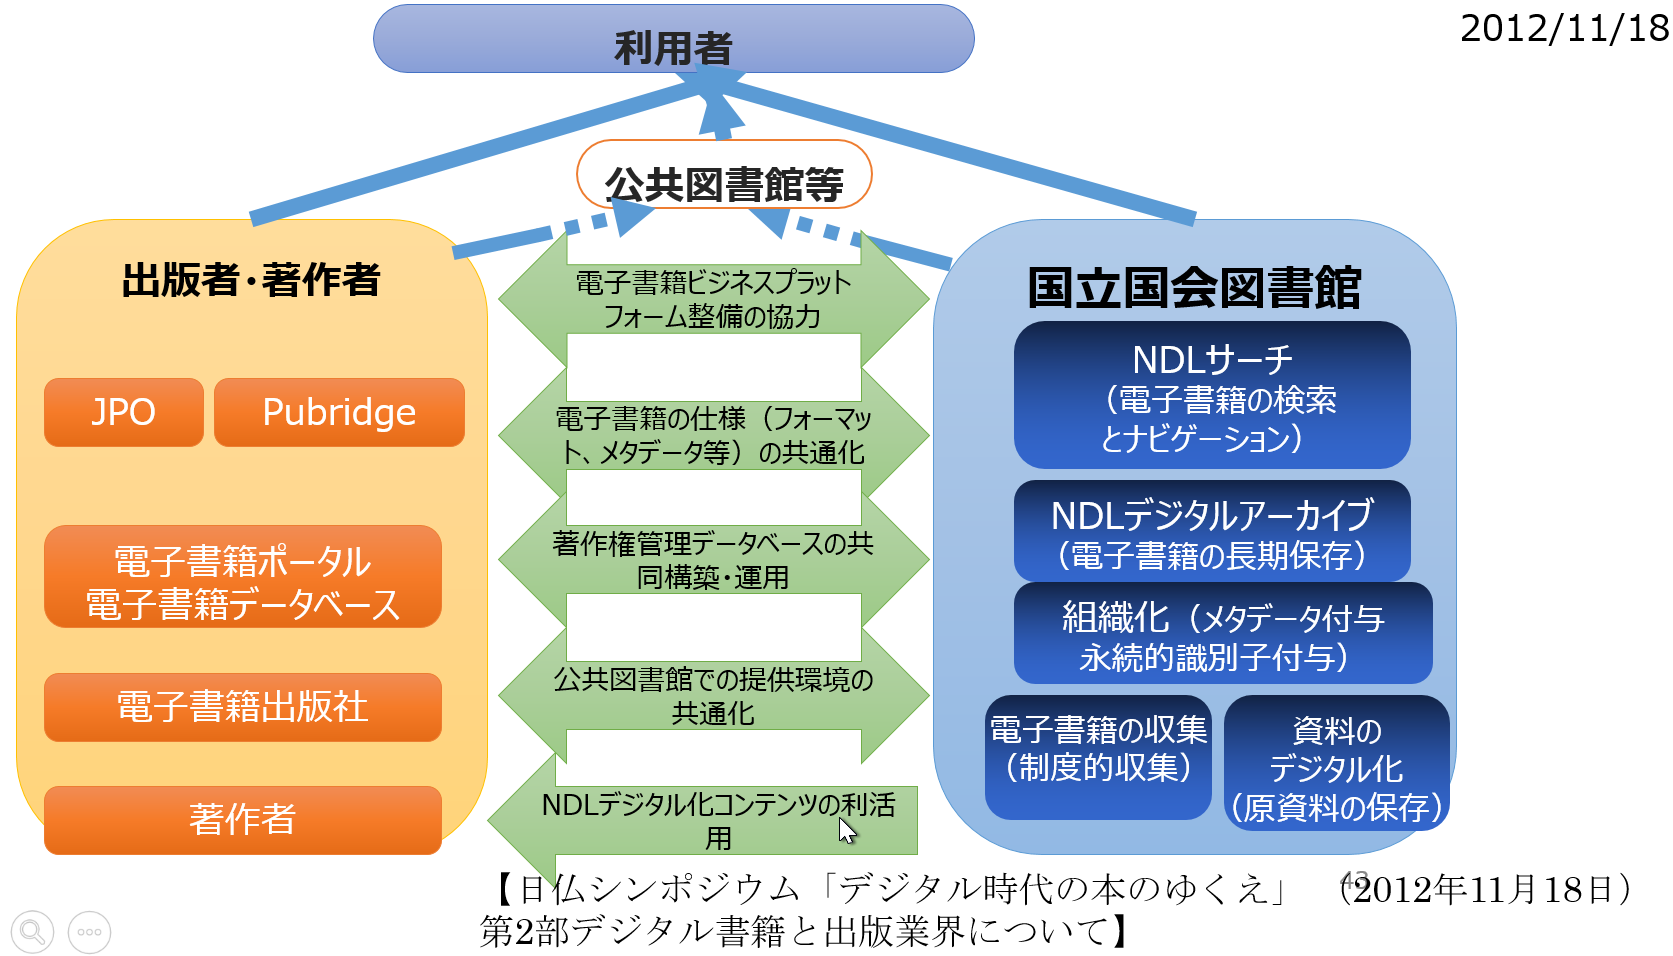 2012/11/18
利用者
公共図書館等
出版者・著作者
JPO
Pubridge
電子書籍ポータル
電子書籍データベース
電子書籍出版社
著作者
電子書籍ビジネスプラット
フォーム整備の協力
電子書籍の仕様（フォーマッ
ト、メタデータ等）の共通化
著作権管理データベースの共
同構築・運用
公共図書館での提供環境の
共通化
NDLデジタル化コンテンツの利活
用
国立国会図書館
NDLサーチ
（電子書籍の検索
とナビゲーション）
NDLデジタルアーカイブ
（電子書籍の長期保存）
組織化（メタデータ付与
永続的識別子付与）
電子書籍の収集
（制度的収集）
資料の
デジタル化
（原資料の保存）
43
【日仏シンポジウム「デジタル時代の本のゆくえ」　（2012年11月18日）
第2部デジタル書籍と出版業界について】